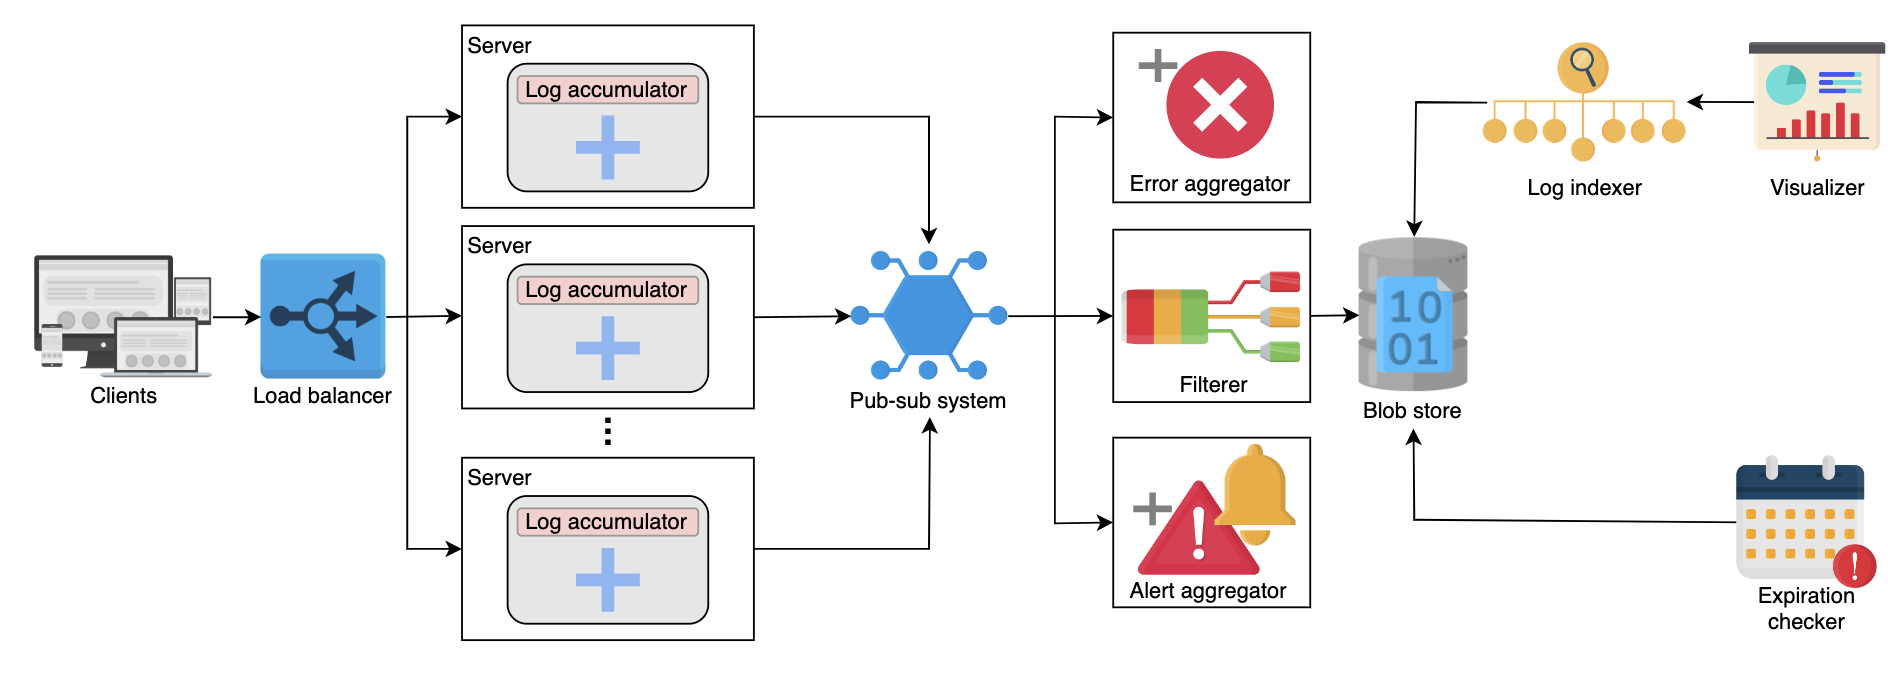 Server
Log accumulator
Server
Log accumulator
Server
Log accumulator
Clients
Load balancer
Pub-sub system
Error aggregator
Filterer
Alert aggregator
Log indexer
Visualizer
10
01
Blob store
Expiration
checker